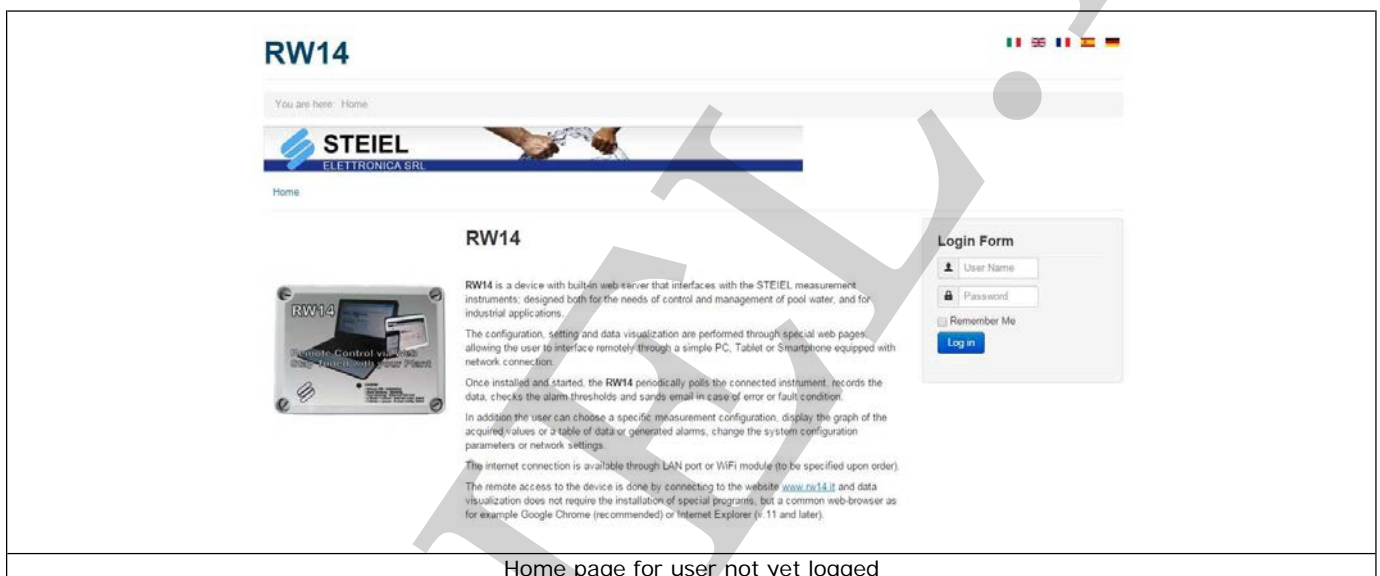 RW14
You are here: Home
STEIEL
ELETTRONICA SRL
Home
RW14
RW14 is a device with built-in web server that interfaces with the STEIEL measurement
instruments; designed both for the needs of control and management of pool water, and for
industrial applications.
The configuration, setting and data visualization are performed through special web pages,
allowing the user to interface remotely through a simple PC, Tablet or Smartphone equipped with
network connection.
Once installed and started, the RW14 periodically polls the connected instrument, records the
data, checks the alarm thresholds and sands email in case of error or fault condition.
In addition the user can choose a specific measurement configuration, display the graph of the
acquired values or a table of data or generated alarms, change the system configuration
parameters or network settings.
The internet connection is available through LAN port or WiFi module (to be specified upon order).
The remote access to the device is done by connecting to the website www.rw14.it and data
visualization does not require the installation of special programs, but a common web-browser as
for example Google Chrome (recommended) or Internet Explorer (v.11 and later).
RW14
Remote Control via Web
Stay Tuned with your Plant
Login Form
User Name
Password
Remember Me
Log in
Home page for user not yet logged